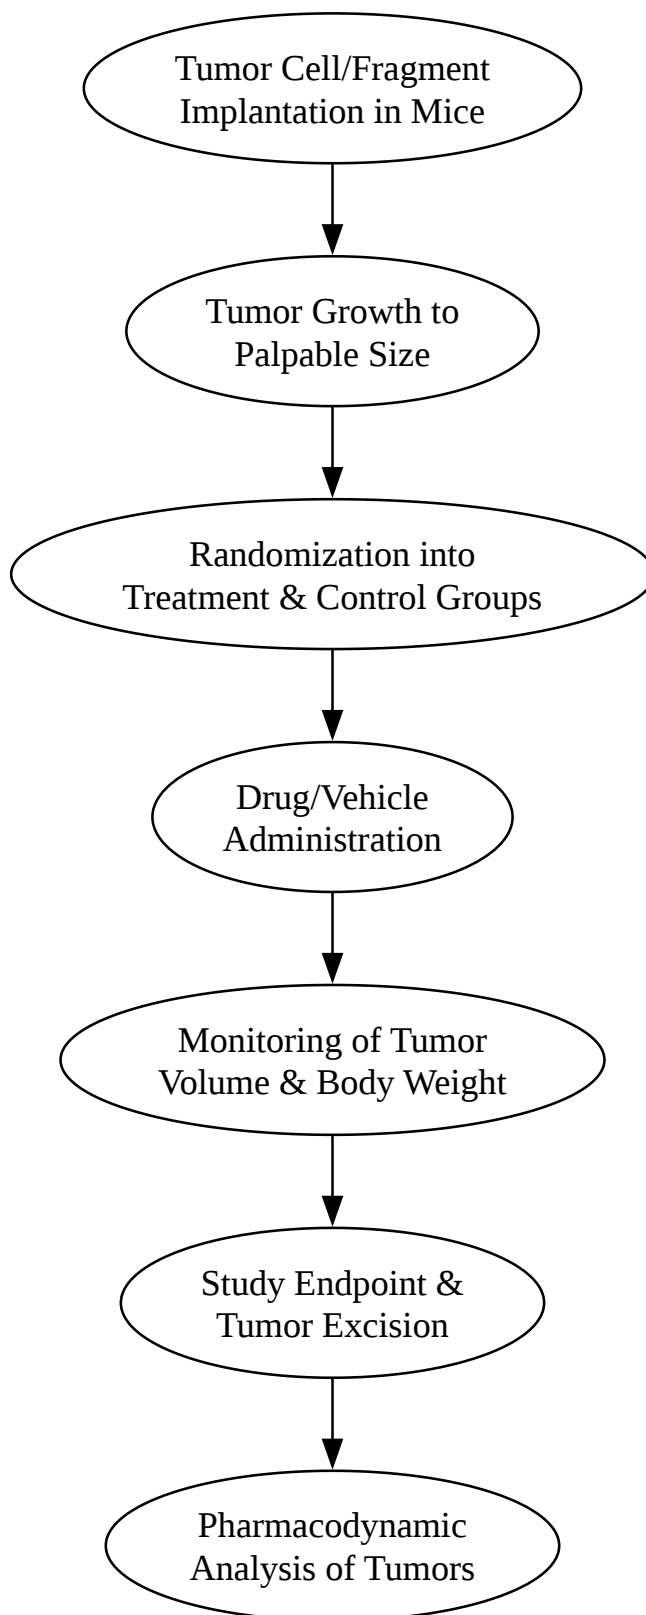 Tumor Cell/Fragment
Implantation in Mice
Tumor Growth to
Palpable Size
Randomization into
Treatment & Control Groups
Drug/Vehicle
Administration
Monitoring of Tumor
Volume & Body Weight
Study Endpoint &
Tumor Excision
Pharmacodynamic
Analysis of Tumors